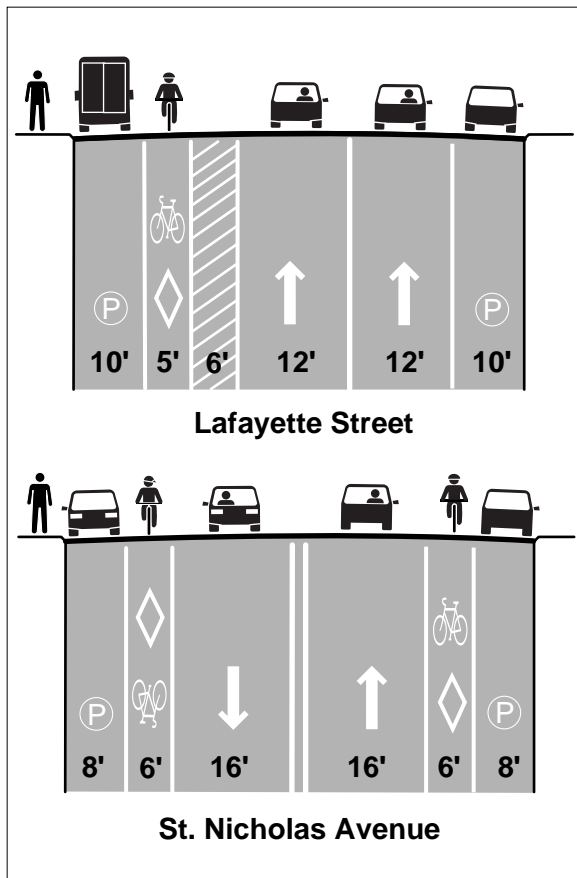 P P
10' 5' 6' 12' 12' 10'
Lafayette Street
P P
8' 6' 16' 16' 6' 8'
St. Nicholas Avenue